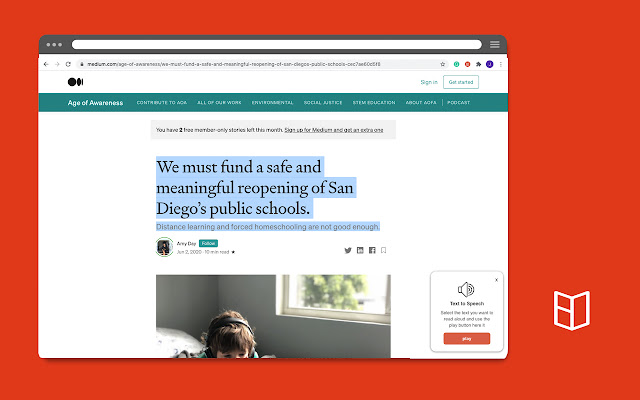 medium.com/age-of-awareness/we-must-fund-a-safe-and-meaningful-reopening-of-san-diegos-public-schools-cec7ae60d5f8
Sign in
Get started
Age of Awareness
CONTRIBUTE TO AOA
ALL OF OUR WORK
ENVIRONMENTAL
SOCIAL JUSTICE
STEM EDUCATION
ABOUT AOFA
PODCAST
You have 2 free member-only stories left this month. Sign up for Medium and get an extra one
We must fund a safe and
meaningful reopening of San
Diego's public schools.
Distance learning and forced homeschooling are not good enough.
Amy Day
Follow
Jun 2, 2020 · 10 min read
Text to Speech
Select the text you want to
read aloud and use the
play button here it
play